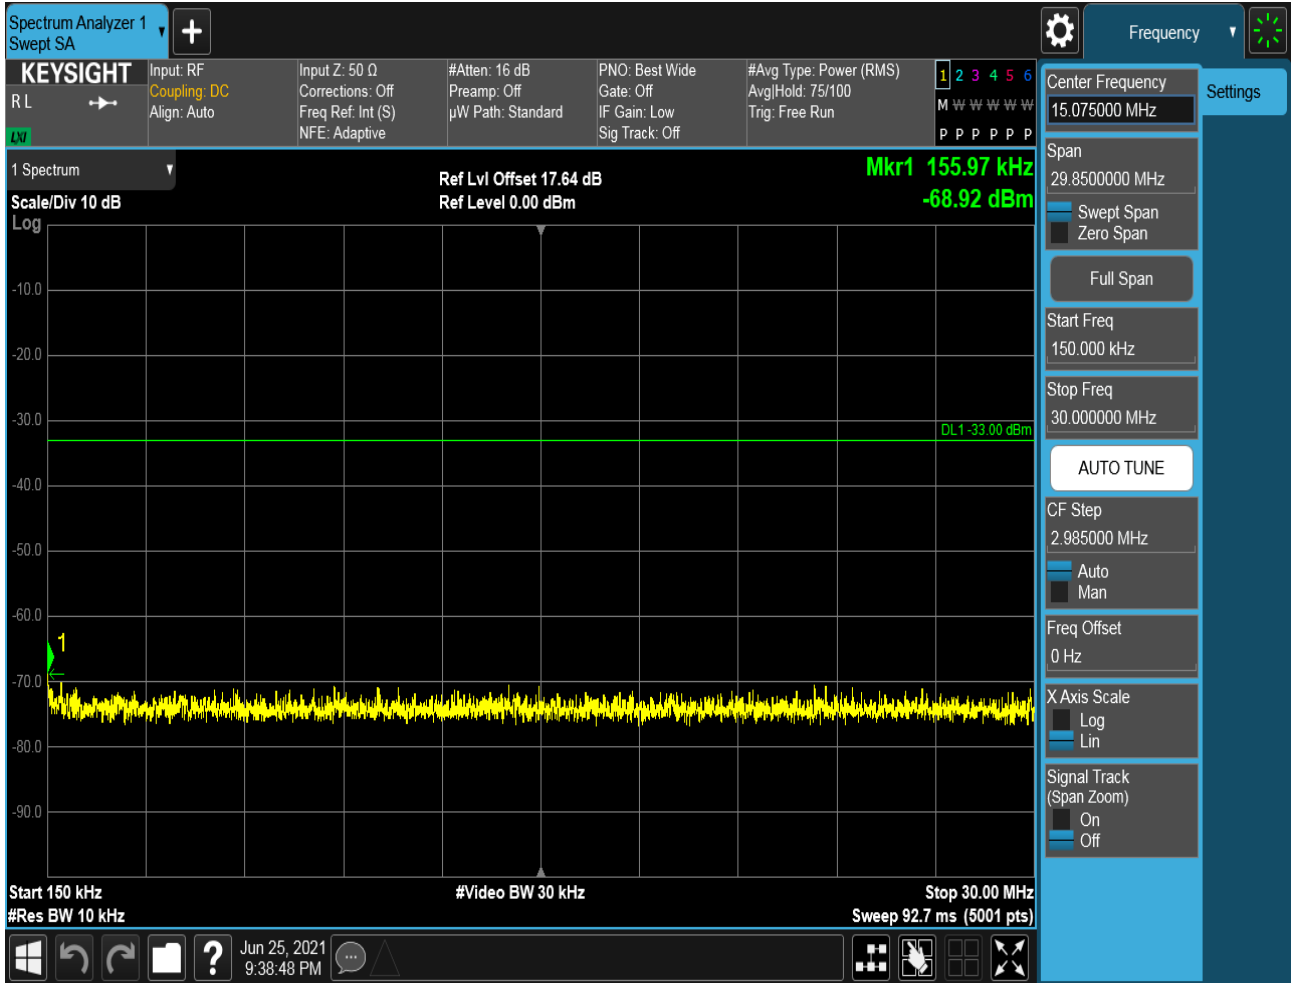 Spectrum Analyzer 1
Swept SA
Frequency
KEYSIGHT
R L
LXI
Input: RF
Coupling: DC
Align: Auto
Input Z: 50 Ω
Corrections: Off
Freq Ref: Int (S)
NFE: Adaptive
#Atten: 16 dB
Preamp: Off
µW Path: Standard
PNO: Best Wide
Gate: Off
IF Gain: Low
Sig Track: Off
#Avg Type: Power (RMS)
Avg|Hold: 75/100
Trig: Free Run
1 2 3 4 5 6
M W W W W W
P P P P P P
1 Spectrum
Scale/Div 10 dB
Log
Ref Lvl Offset 17.64 dB
Ref Level 0.00 dBm
Mkr1 155.97 kHz
-68.92 dBm
-10.0
-20.0
-30.0
DL1 -33.00 dBm
-40.0
-50.0
-60.0
1
-70.0
-80.0
-90.0
Start 150 kHz
#Video BW 30 kHz
Stop 30.00 MHz
#Res BW 10 kHz
Sweep 92.7 ms (5001 pts)
Center Frequency
15.075000 MHz
Settings
Span
29.8500000 MHz
Swept Span
Zero Span
Full Span
Start Freq
150.000 kHz
Stop Freq
30.000000 MHz
AUTO TUNE
CF Step
2.985000 MHz
Auto
Man
Freq Offset
0 Hz
X Axis Scale
Log
Lin
Signal Track
(Span Zoom)
On
Off
?
Jun 25, 2021
9:38:48 PM